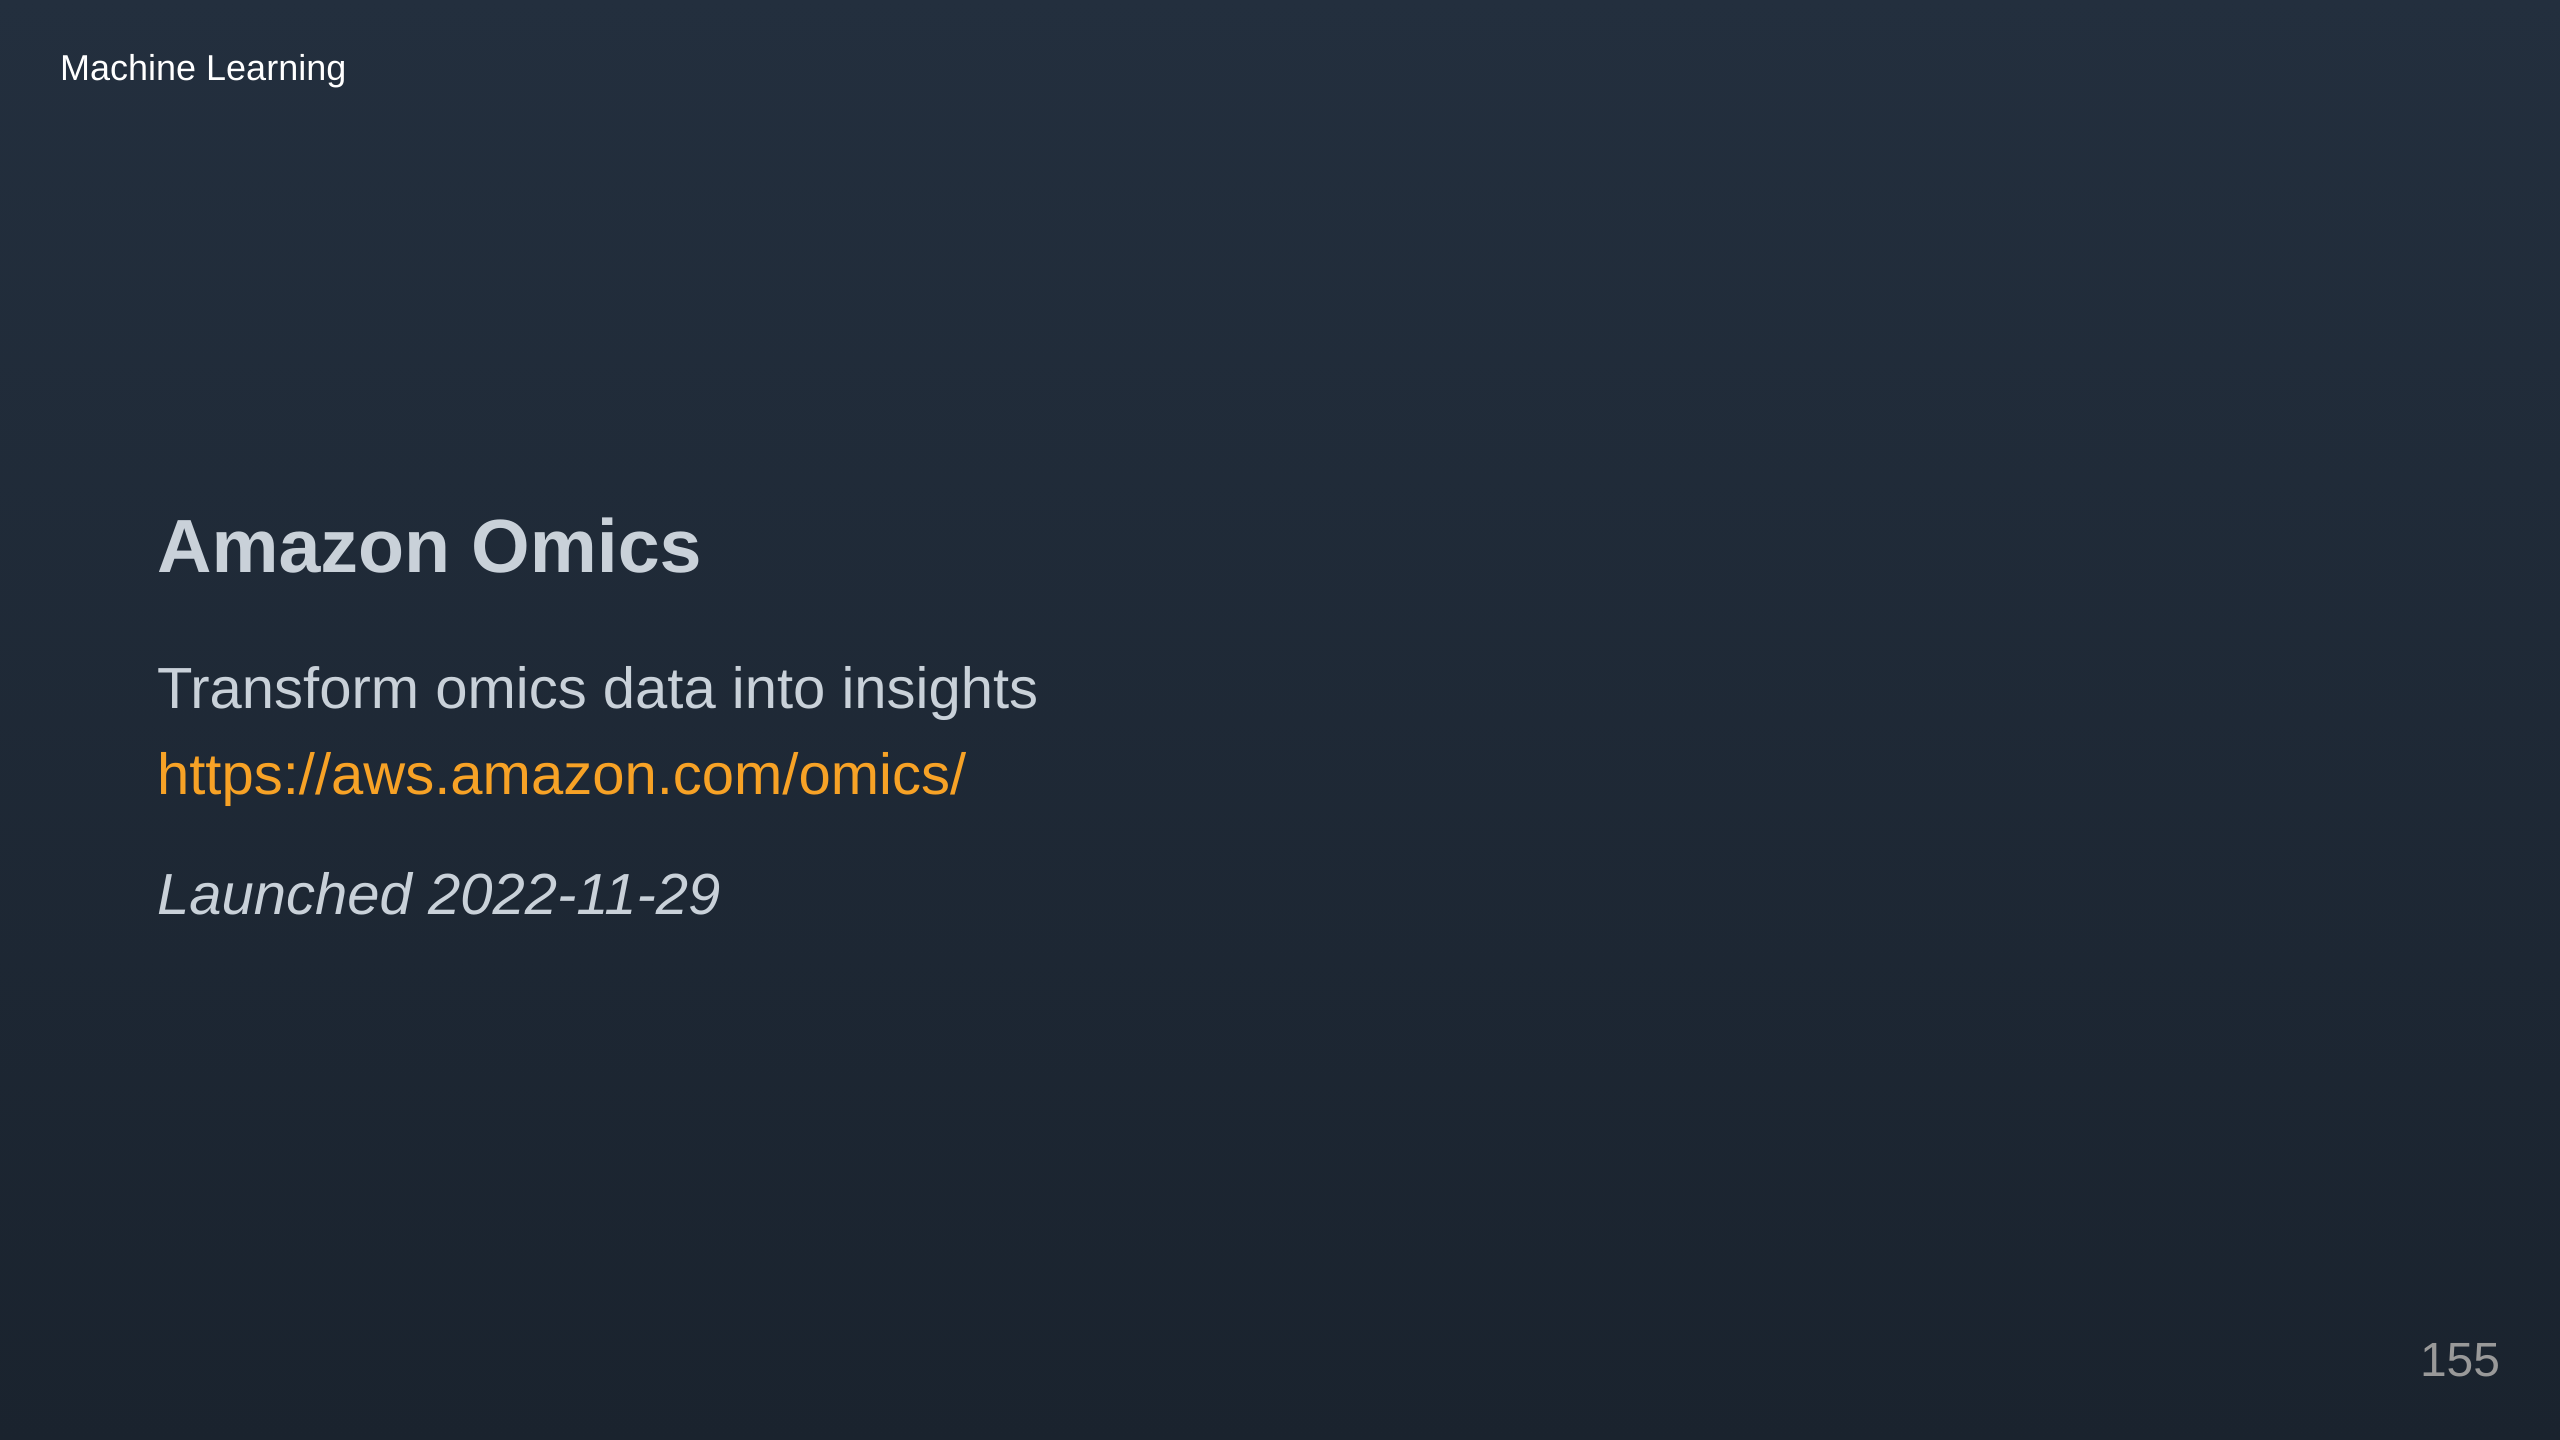 Machine Learning
Amazon Omics
Transform omics data into insights
https://aws.amazon.com/omics/
Launched 2022-11-29
155